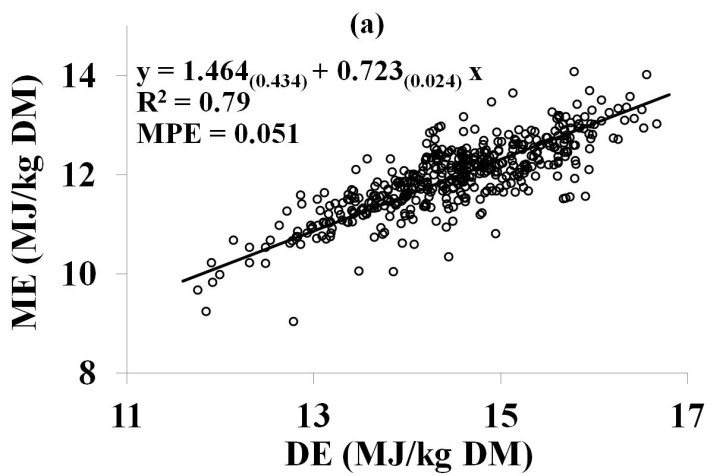 (a)
y = 1.464(0.434) + 0.723(0.024) x
R² = 0.79
MPE = 0.051
ME (MJ/kg DM)
14
12
10
8
11
13
15
17
DE (MJ/kg DM)